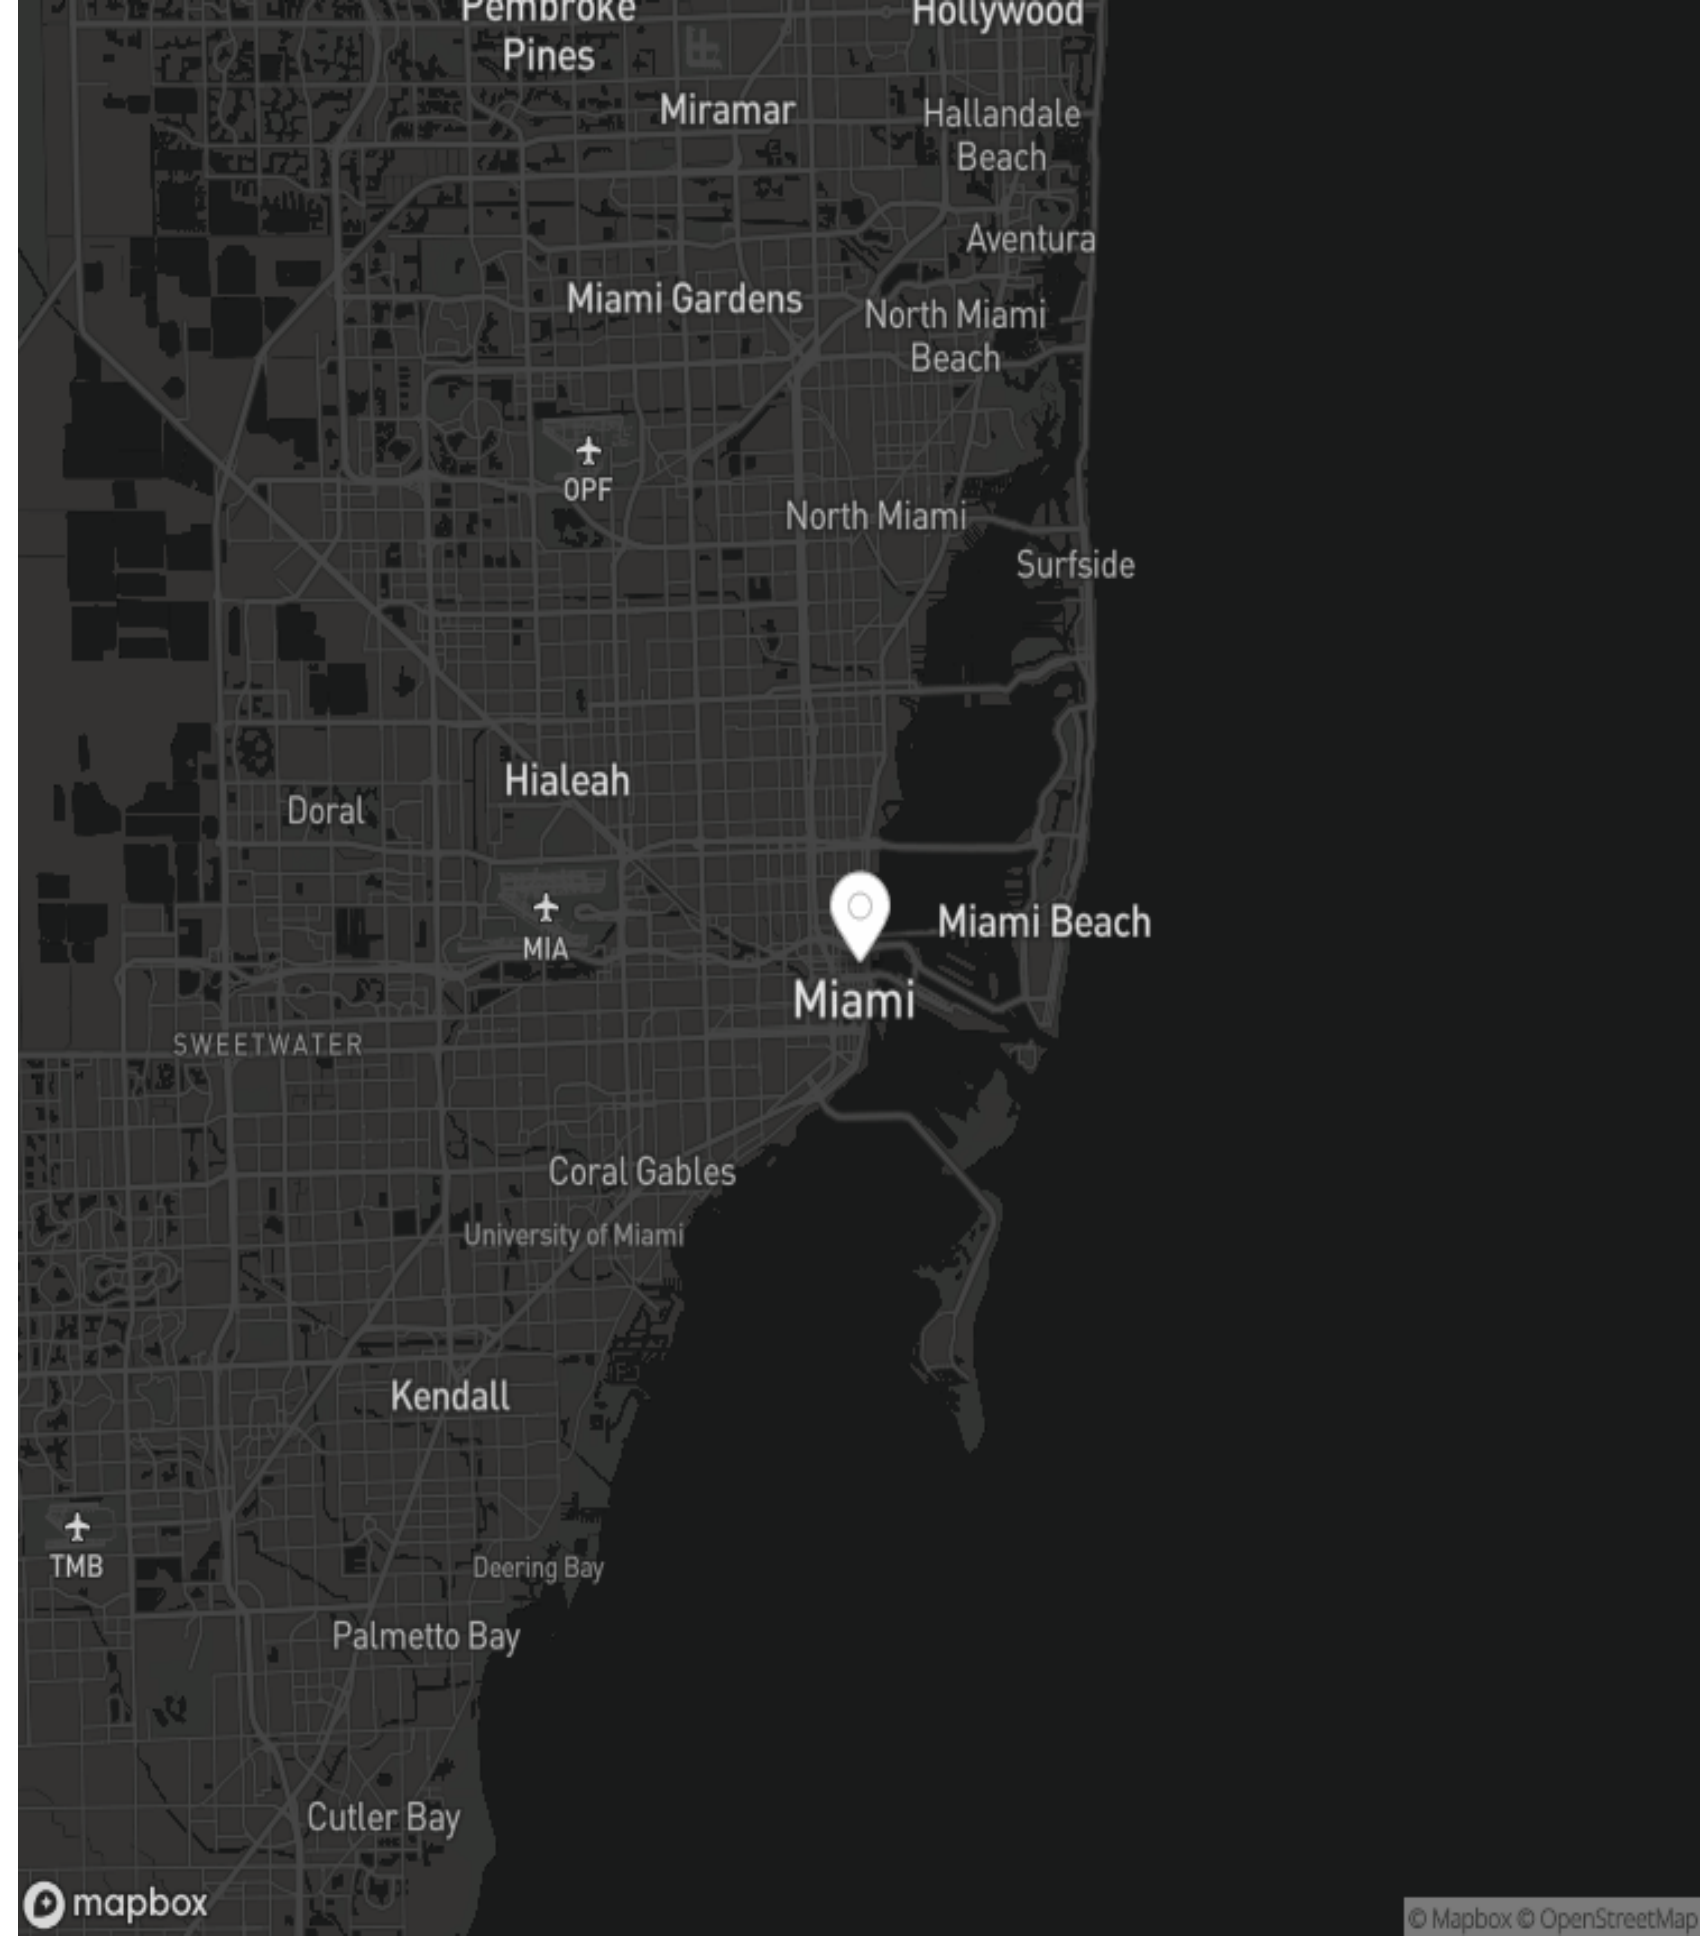 Pembroke
Pines
Hollywood
Miramar
Hallandale
Beach
Aventura
Miami Gardens
North Miami
Beach
OPF
North Miami
Surfside
Hialeah
Doral
MIA
Miami Beach
Miami
SWEETWATER
Coral Gables
University of Miami
Kendall
TMB
Deering Bay
Palmetto Bay
Cutler Bay
mapbox
© Mapbox © OpenStreetMap